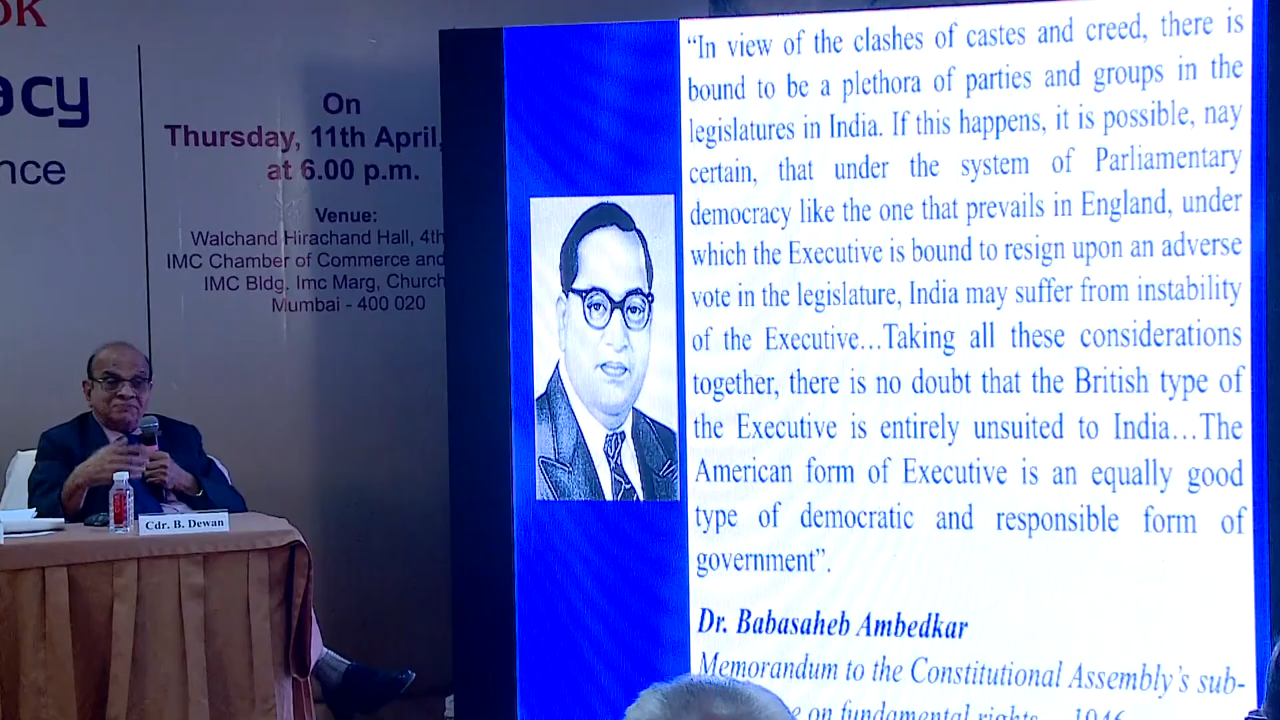 ok
acy
nce
On
Thursday, 11th April,
at 6.00 p.m.
Venue:
Walchand Hirachand Hall, 4th
IMC Chamber of Commerce and
IMC Bldg. Imc Marg, Church
Mumbai - 400 020
Cdr. B. Dewan
“In view of the clashes of castes and creed, there is
bound to be a plethora of parties and groups in the
legislatures in India. If this happens, it is possible, nay
certain, that under the system of Parliamentary
democracy like the one that prevails in England, under
which the Executive is bound to resign upon an adverse
vote in the legislature, India may suffer from instability
of the Executive…Taking all these considerations
together, there is no doubt that the British type of
the Executive is entirely unsuited to India…The
American form of Executive is an equally good
type of democratic and responsible form of
government”.
Dr. Babasaheb Ambedkar
Memorandum to the Constitutional Assembly’s sub-
e on fundamental rights